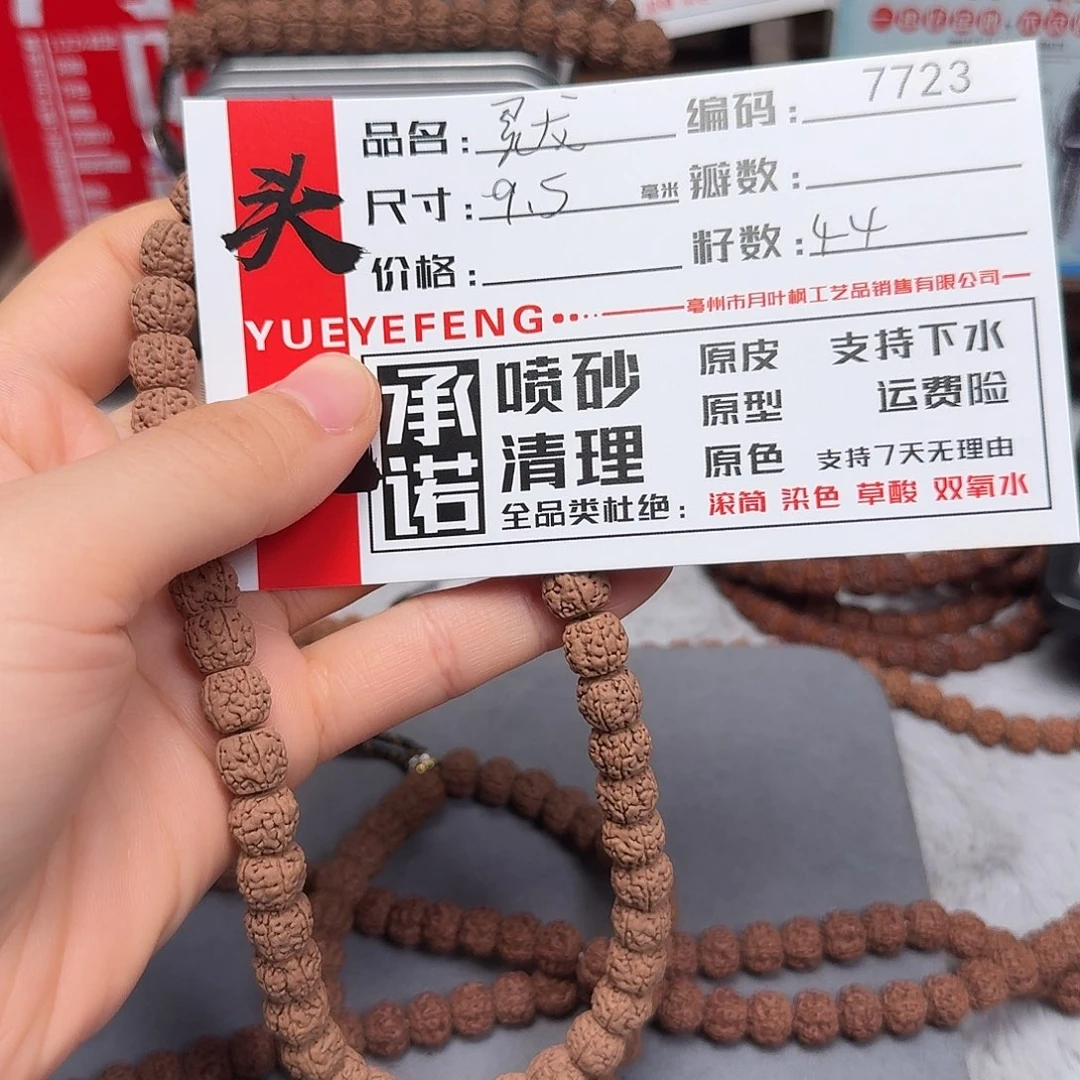 头
品名：
编码：7723
尺寸：9.5毫米
瓣数：
价格：
籽数：44
YUEYEFENG
亳州市月叶枫工艺品销售有限公司
承诺
喷砂
清理
原皮 支持下水
原型 运费险
原色 支持7天无理由
全品类杜绝：滚筒 染色 草酸 双氧水